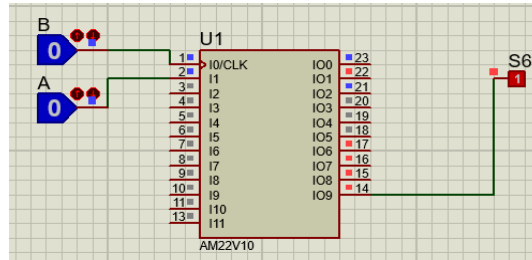 B
0
A
0
U1
1 I0/CLK IO0 23
2 I1 IO1 22
3 I2 IO2 21
4 I3 IO3 20
5 I4 IO4 19
6 I5 IO5 18
7 I6 IO6 17
8 I7 IO7 16
9 I8 IO8 15
10 I9 IO9 14
11 I10
13 I11
AM22V10
S6
1